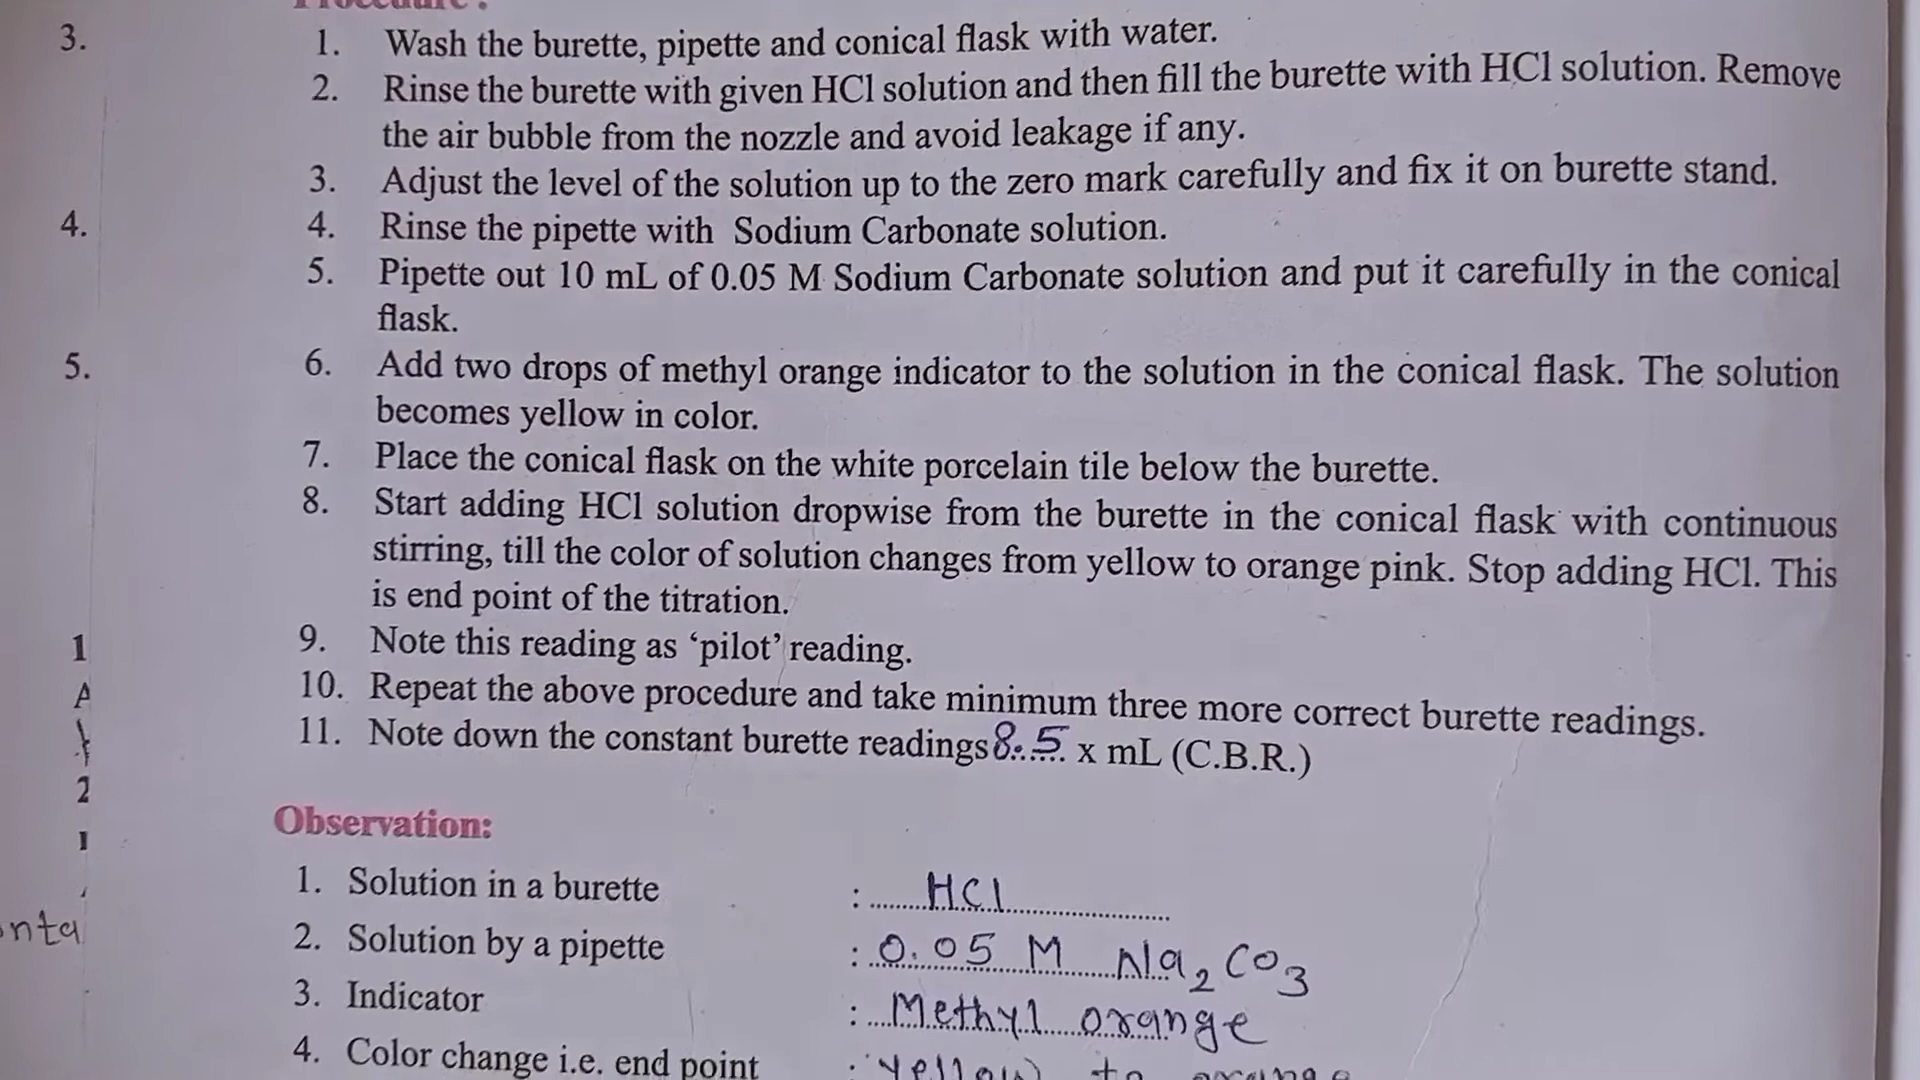 Procedure :
3.
1. Wash the burette, pipette and conical flask with water.
2. Rinse the burette with given HCl solution and then fill the burette with HCl solution. Remove
the air bubble from the nozzle and avoid leakage if any.
3. Adjust the level of the solution up to the zero mark carefully and fix it on burette stand.
4.
4. Rinse the pipette with Sodium Carbonate solution.
5. Pipette out 10 mL of 0.05 M Sodium Carbonate solution and put it carefully in the conical
flask.
5.
6. Add two drops of methyl orange indicator to the solution in the conical flask. The solution
becomes yellow in color.
7. Place the conical flask on the white porcelain tile below the burette.
8. Start adding HCl solution dropwise from the burette in the conical flask with continuous
stirring, till the color of solution changes from yellow to orange pink. Stop adding HCl. This
is end point of the titration.
1
9. Note this reading as ‘pilot’ reading.
A
10. Repeat the above procedure and take minimum three more correct burette readings.
11. Note down the constant burette readings 8.5 x mL (C.B.R.)
2
Observation:
1
1. Solution in a burette : HCl
nta
2. Solution by a pipette : 0.05 M Na2CO3
3. Indicator : Methyl orange
4. Color change i.e. end point : yellow to orange